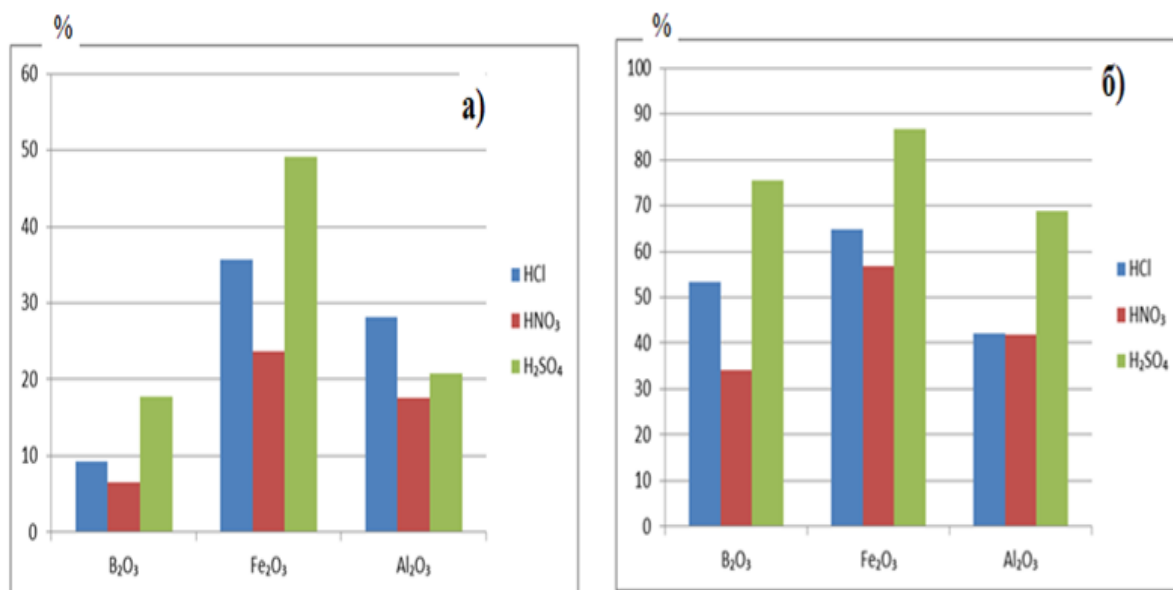 %
а)
60
50
40
30
20
10
0
B₂O₃ Fe₂O₃ Al₂O₃
HCl
HNO₃
H₂SO₄
%
б)
100
90
80
70
60
50
40
30
20
10
0
B₂O₃ Fe₂O₃ Al₂O₃
HCl
HNO₃
H₂SO₄